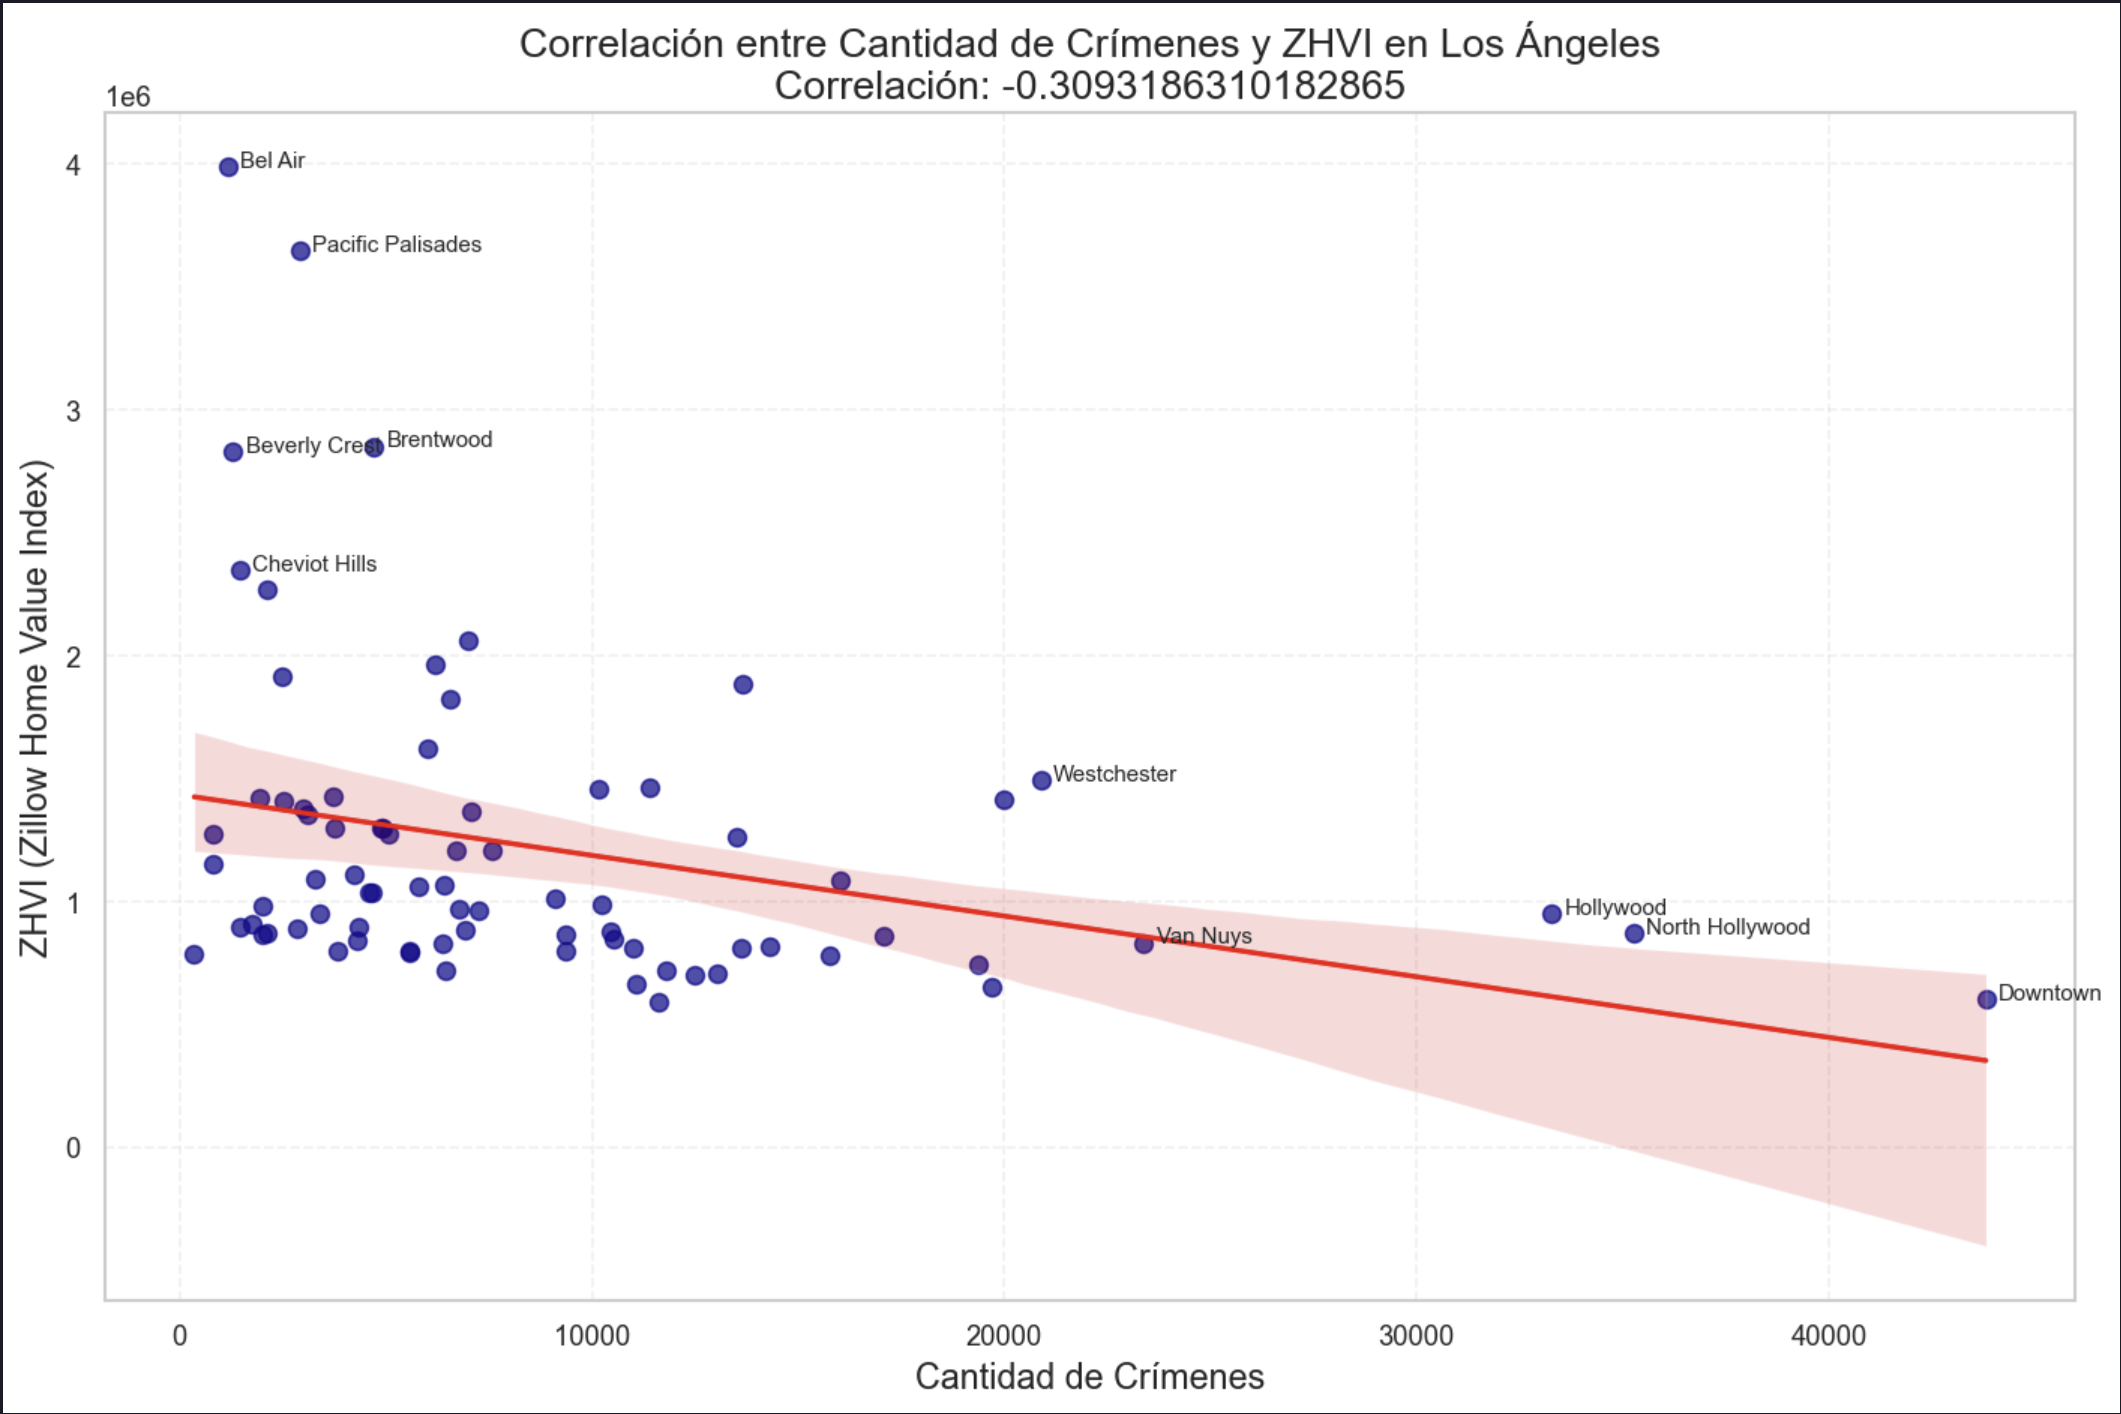 Correlación entre Cantidad de Crímenes y ZHVI en Los Ángeles
Correlación: -0.3093186310182865
1e6
Bel Air
Pacific Palisades
Beverly Crest
Brentwood
Cheviot Hills
Westchester
Hollywood
North Hollywood
Van Nuys
Downtown
4
3
2
1
0
ZHVI (Zillow Home Value Index)
0
10000
20000
30000
40000
Cantidad de Crímenes